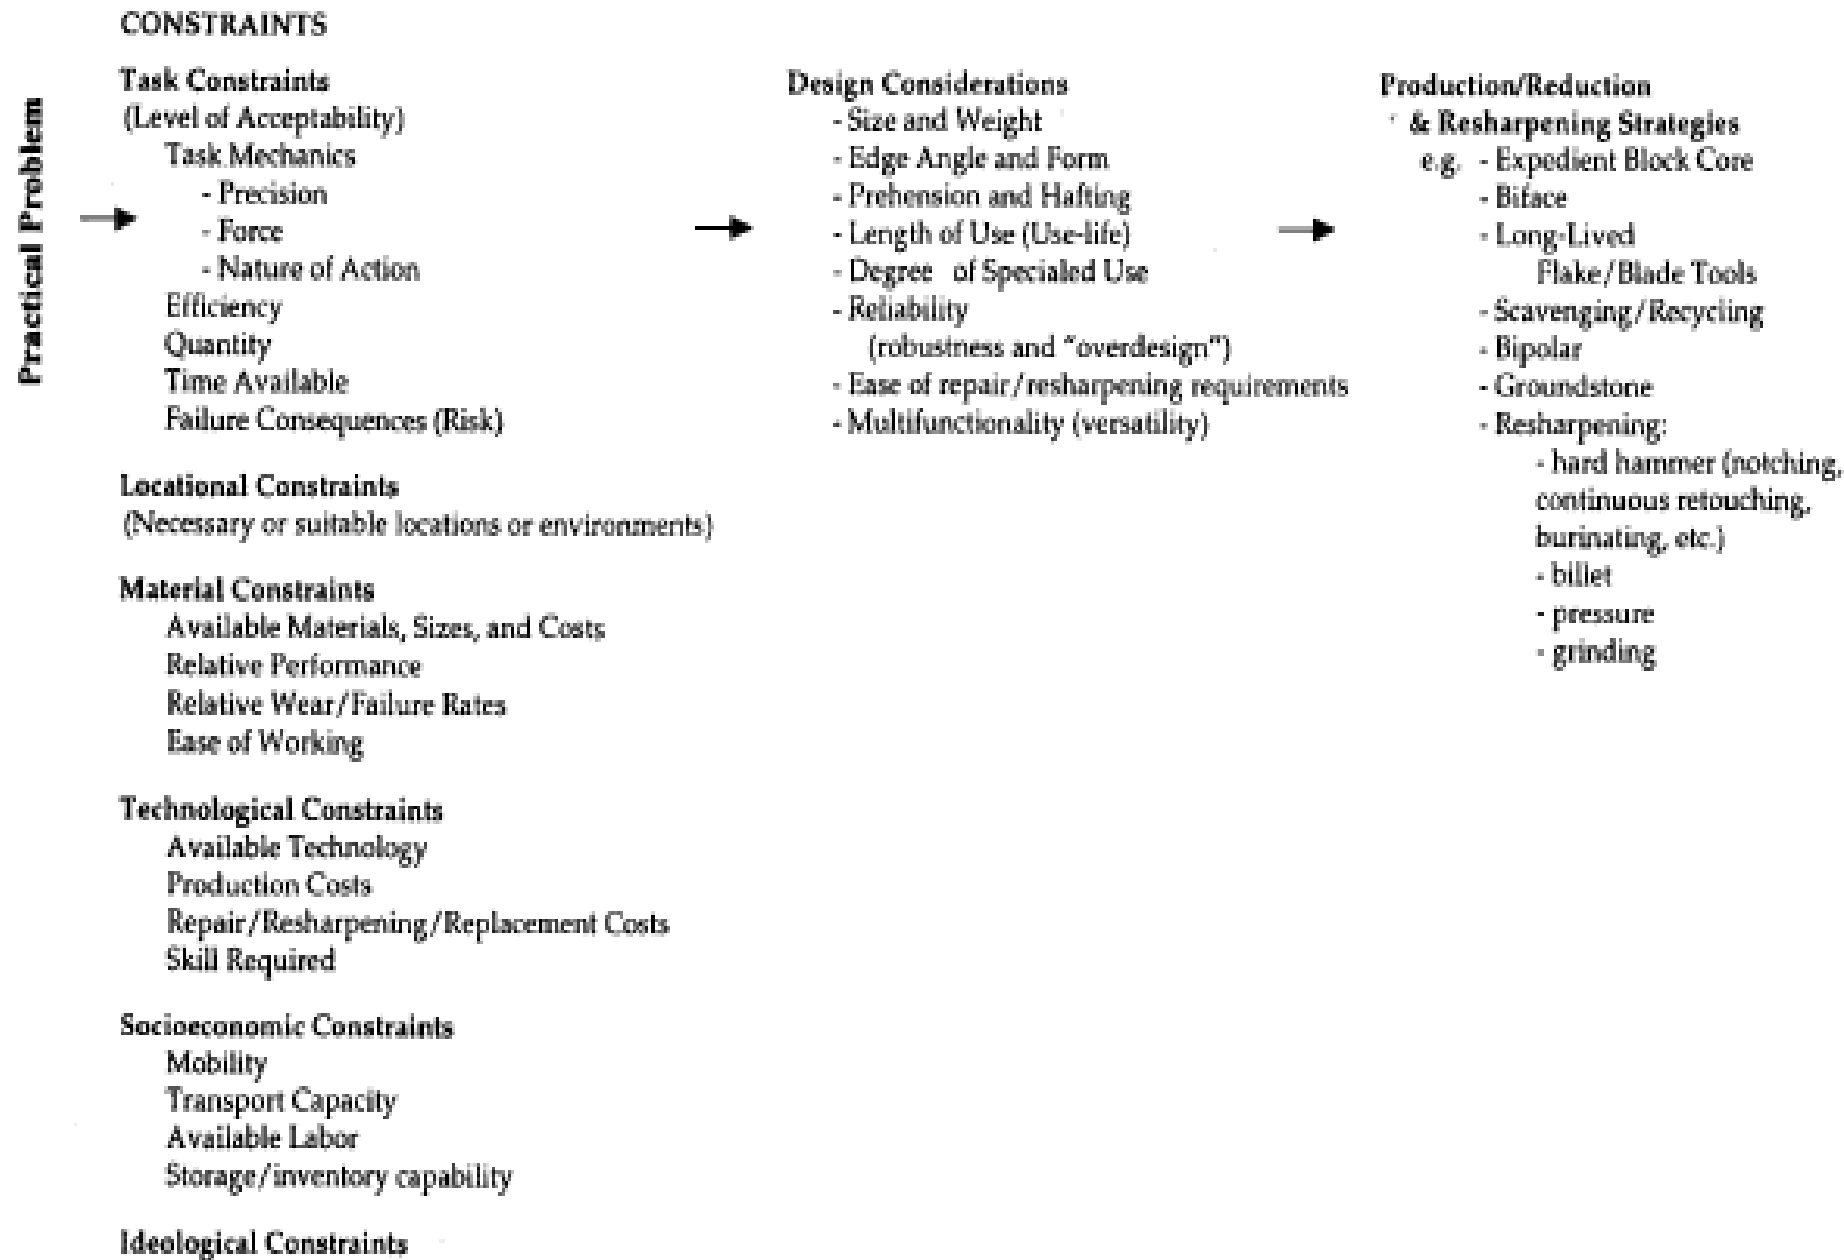 CONSTRAINTS
Practical Problem
Task Constraints
(Level of Acceptability)
Task Mechanics
- Precision
- Force
- Nature of Action
Efficiency
Quantity
Time Available
Failure Consequences (Risk)
Locational Constraints
(Necessary or suitable locations or environments)
Material Constraints
Available Materials, Sizes, and Costs
Relative Performance
Relative Wear/Failure Rates
Ease of Working
Technological Constraints
Available Technology
Production Costs
Repair/Resharpening/Replacement Costs
Skill Required
Socioeconomic Constraints
Mobility
Transport Capacity
Available Labor
Storage/inventory capability
Ideological Constraints
Design Considerations
- Size and Weight
- Edge Angle and Form
- Prehension and Hafting
- Length of Use (Use-life)
- Degree of Specialed Use
- Reliability
(robustness and "overdesign")
- Ease of repair/resharpening requirements
- Multifunctionality (versatility)
Production/Reduction
& Resharpening Strategies
e.g. - Expedient Block Core
- Biface
- Long-Lived
Flake/Blade Tools
- Scavenging/Recycling
- Bipolar
- Groundstone
- Resharpening:
- hard hammer (notching,
continuous retouching,
burinating, etc.)
- billet
- pressure
- grinding